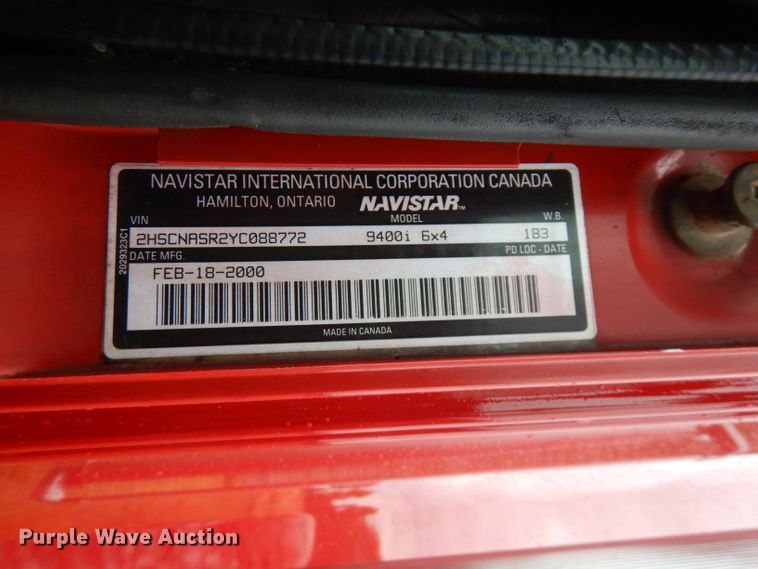 NAVISTAR INTERNATIONAL CORPORATION CANADA
HAMILTON, ONTARIO NAVISTAR™
VIN MODEL W.B.
2HSCNASR2YC088772 9400i 6x4 183
DATE MFG. PD LOC - DATE
FEB-18-2000
MADE IN CANADA
2029323C1
Purple Wave Auction